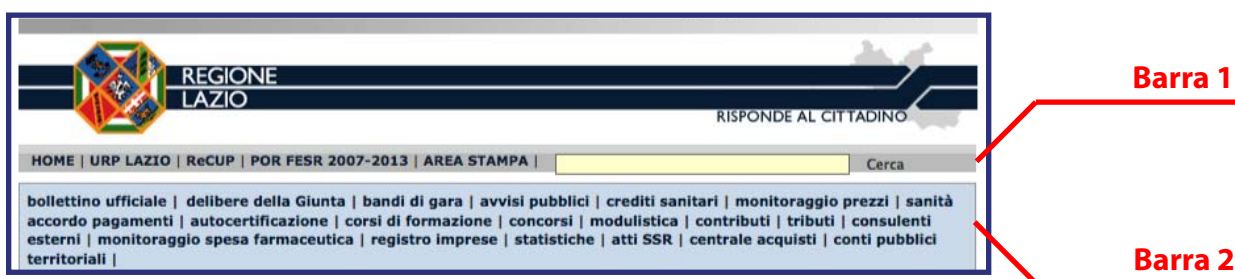 REGIONE
LAZIO
RISPONDE AL CITTADINO
Barra 1
HOME | URP LAZIO | ReCUP | POR FESR 2007-2013 | AREA STAMPA | Cerca
bollettino ufficiale | delibere della Giunta | bandi di gara | avvisi pubblici | crediti sanitari | monitoraggio prezzi | sanità
accordo pagamenti | autocertificazione | corsi di formazione | concorsi | modulistica | contributi | tributi | consulenti
esterni | monitoraggio spesa farmaceutica | registro imprese | statistiche | atti SSR | centrale acquisti | conti pubblici
territoriali |
Barra 2